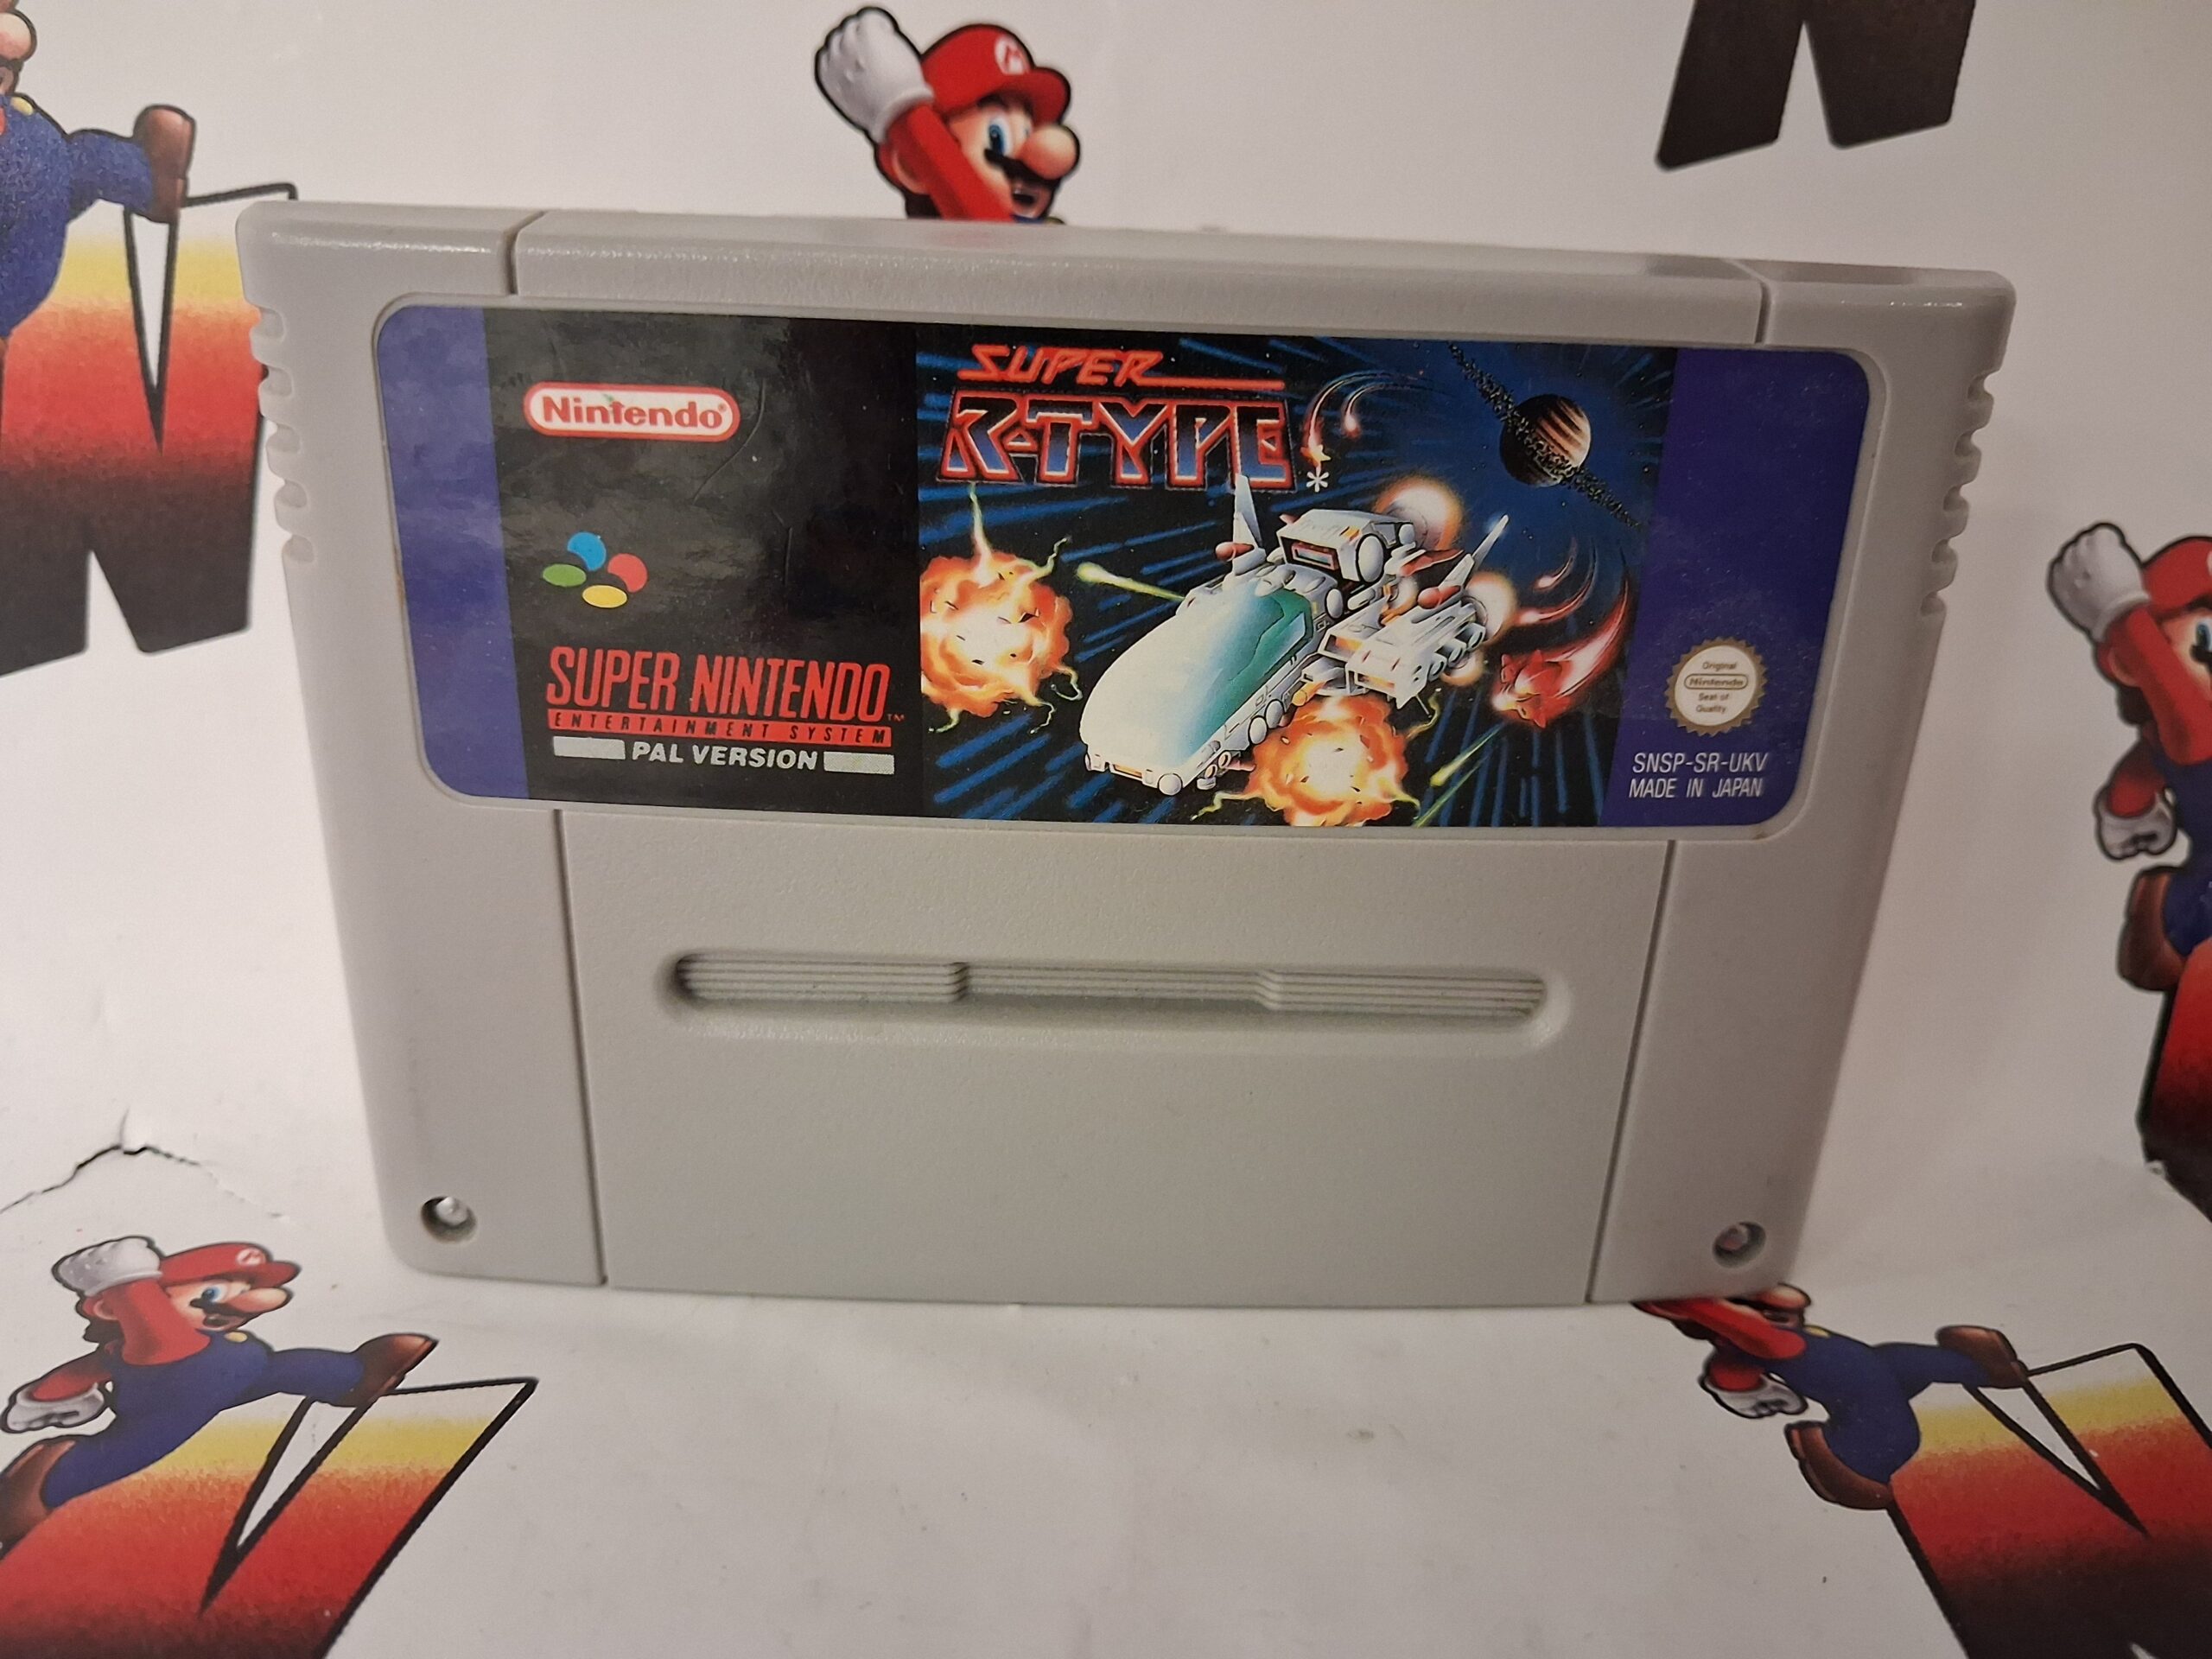 Nintendo®
SUPER NINTENDO™
ENTERTAINMENT SYSTEM
PAL VERSION
SUPER
R-TYPE*
Original
Nintendo
Seal of
Quality
SNSP-SR-UKV
MADE IN JAPAN